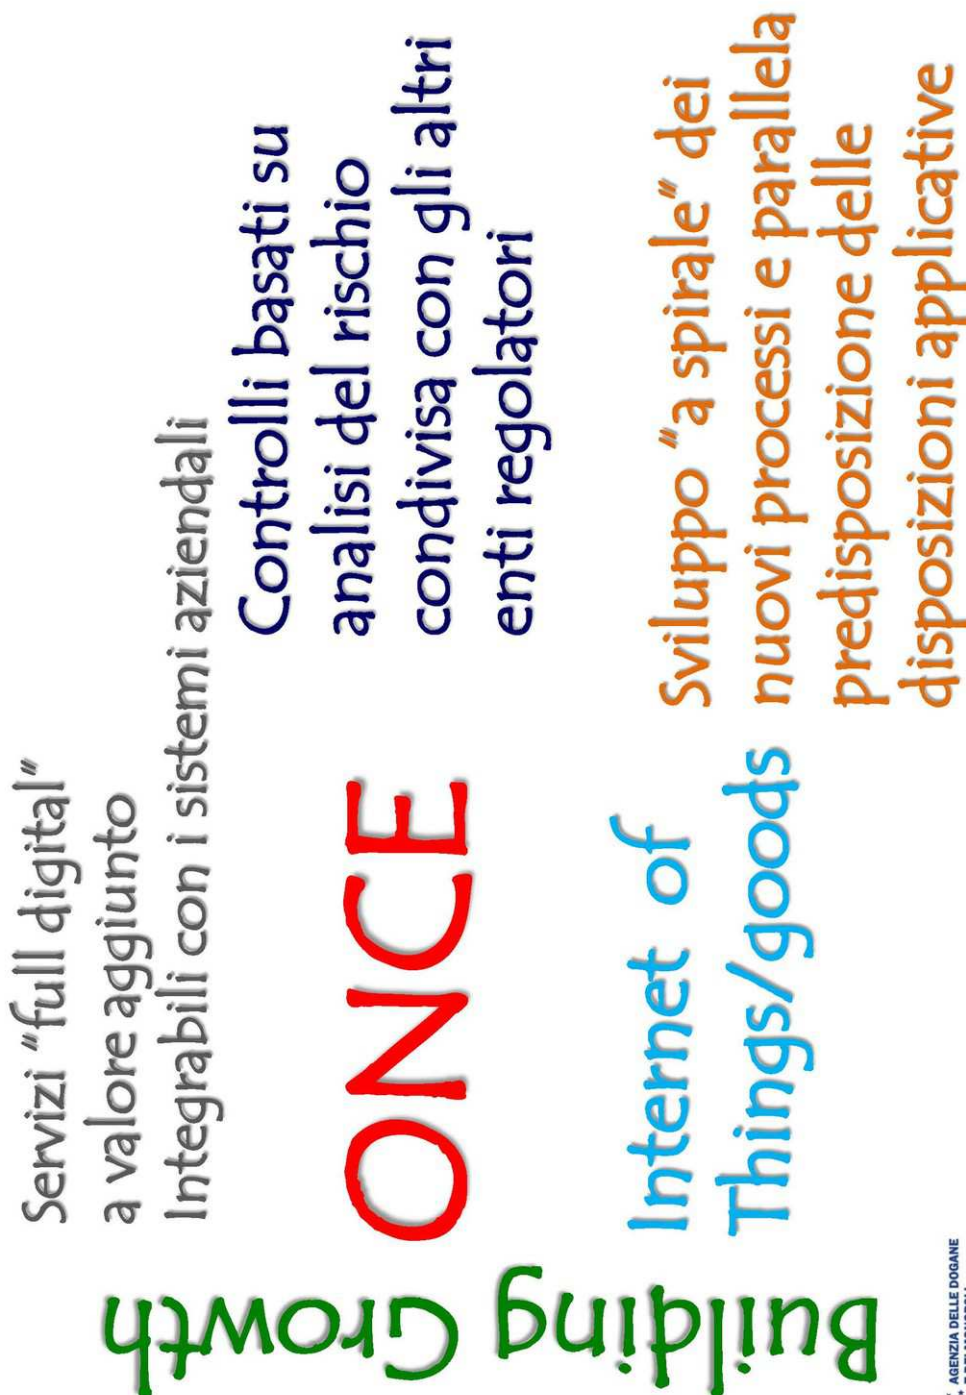 Servizi “full digital”
a valore aggiunto
Integrabili con i sistemi aziendali
Controlli basati su
analisi del rischio
condivisa con gli altri
enti regolatori
ONCE
Building Growth
Internet of
Things/goods
Sviluppo “a spirale” dei
nuovi processi e parallela
predisposizione delle
disposizioni applicative
AGENZIA DELLE DOGANE